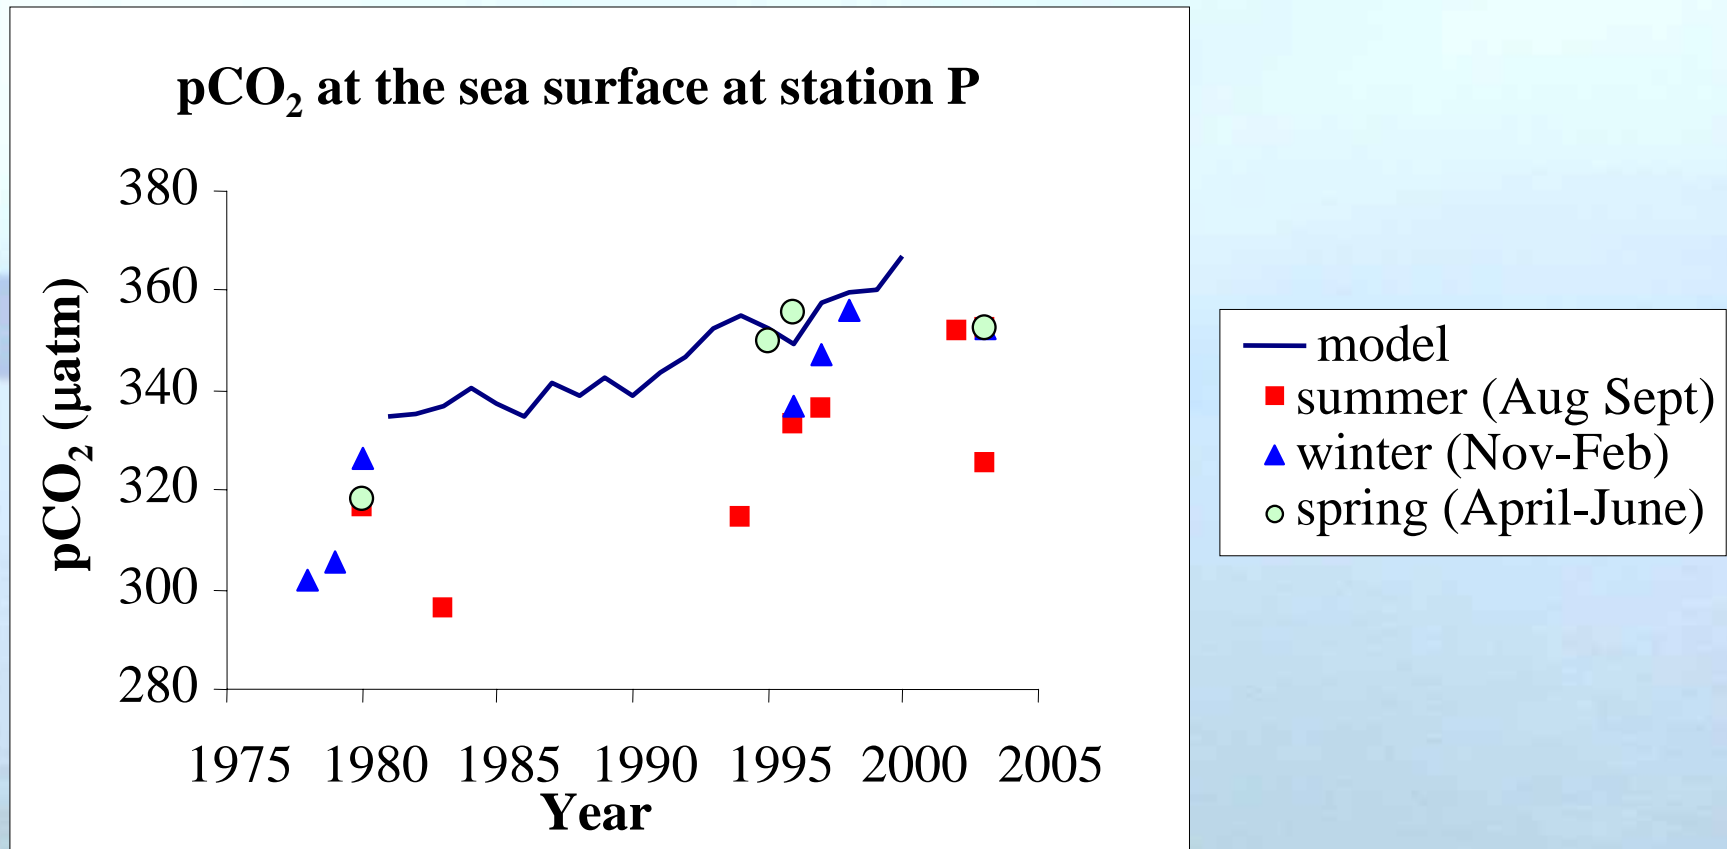 pCO₂ at the sea surface at station P
pCO₂ (µatm)
380
360
340
320
300
280
1975 1980 1985 1990 1995 2000 2005
Year
model
summer (Aug Sept)
winter (Nov-Feb)
spring (April-June)